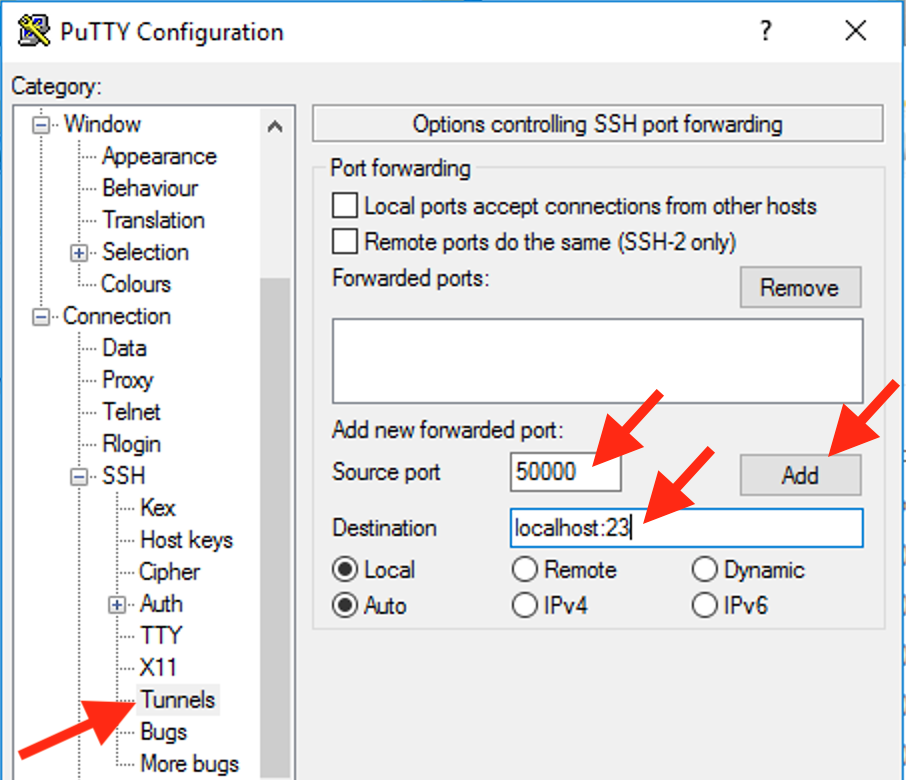 PuTTY Configuration
?
Category:
Window
Appearance
Behaviour
Translation
Selection
Colours
Connection
Data
Proxy
Telnet
Rlogin
SSH
Kex
Host keys
Cipher
Auth
TTY
X11
Tunnels
Bugs
More bugs
Options controlling SSH port forwarding
Port forwarding
Local ports accept connections from other hosts
Remote ports do the same (SSH-2 only)
Forwarded ports:
Remove
Add new forwarded port:
Source port 50000 Add
Destination localhost:23
Local Remote Dynamic
Auto IPv4 IPv6